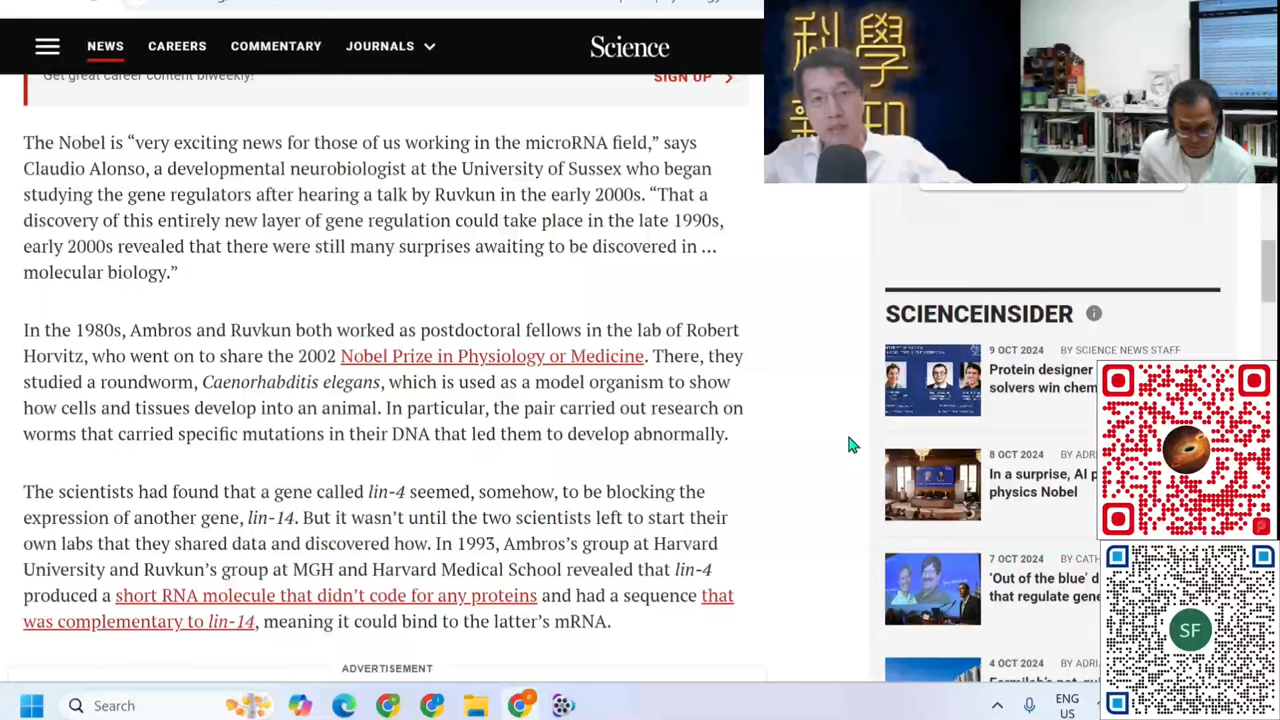 NEWS
CAREERS
COMMENTARY
JOURNALS
Science
Get great career content biweekly!
SIGN UP
科學
新知
The Nobel is “very exciting news for those of us working in the microRNA field,” says
Claudio Alonso, a developmental neurobiologist at the University of Sussex who began
studying the gene regulators after hearing a talk by Ruvkun in the early 2000s. “That a
discovery of this entirely new layer of gene regulation could take place in the late 1990s,
early 2000s revealed that there were still many surprises awaiting to be discovered in …
molecular biology.”
In the 1980s, Ambros and Ruvkun both worked as postdoctoral fellows in the lab of Robert
Horvitz, who went on to share the 2002 Nobel Prize in Physiology or Medicine. There, they
studied a roundworm, Caenorhabditis elegans, which is used as a model organism to show
how cells and tissues develop into an animal. In particular, the pair carried out research on
worms that carried specific mutations in their DNA that led them to develop abnormally.
The scientists had found that a gene called lin-4 seemed, somehow, to be blocking the
expression of another gene, lin-14. But it wasn’t until the two scientists left to start their
own labs that they shared data and discovered how. In 1993, Ambros’s group at Harvard
University and Ruvkun’s group at MGH and Harvard Medical School revealed that lin-4
produced a short RNA molecule that didn’t code for any proteins and had a sequence that
was complementary to lin-14, meaning it could bind to the latter’s mRNA.
ADVERTISEMENT
SCIENCEINSIDER
9 OCT 2024 BY SCIENCE NEWS STAFF
Protein designer
solvers win chem
8 OCT 2024 BY ADR
In a surprise, AI p
physics Nobel
7 OCT 2024 BY CATH
‘Out of the blue’ d
that regulate gene
4 OCT 2024 BY ADRI
SF
Search
ENG
US